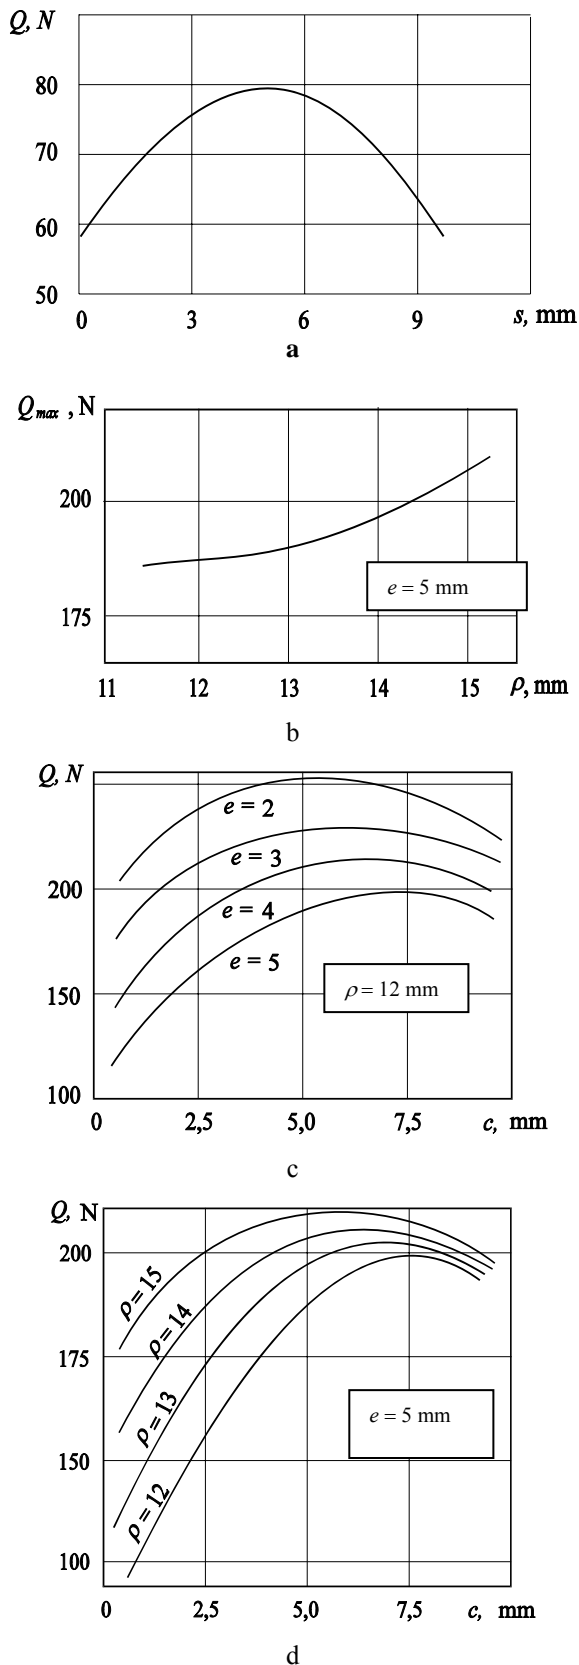 Q, N
80
70
60
50
0 3 6 9 s, mm
a
Qmax , N
200
175
e = 5 mm
11 12 13 14 15 ρ, mm
b
Q, N
e = 2
e = 3
200
e = 4
e = 5
ρ = 12 mm
150
100
0 2,5 5,0 7,5 c, mm
c
Q, N
200
ρ = 15
ρ = 14
175
ρ = 13
e = 5 mm
150
ρ = 12
100
0 2,5 5,0 7,5 c, mm
d